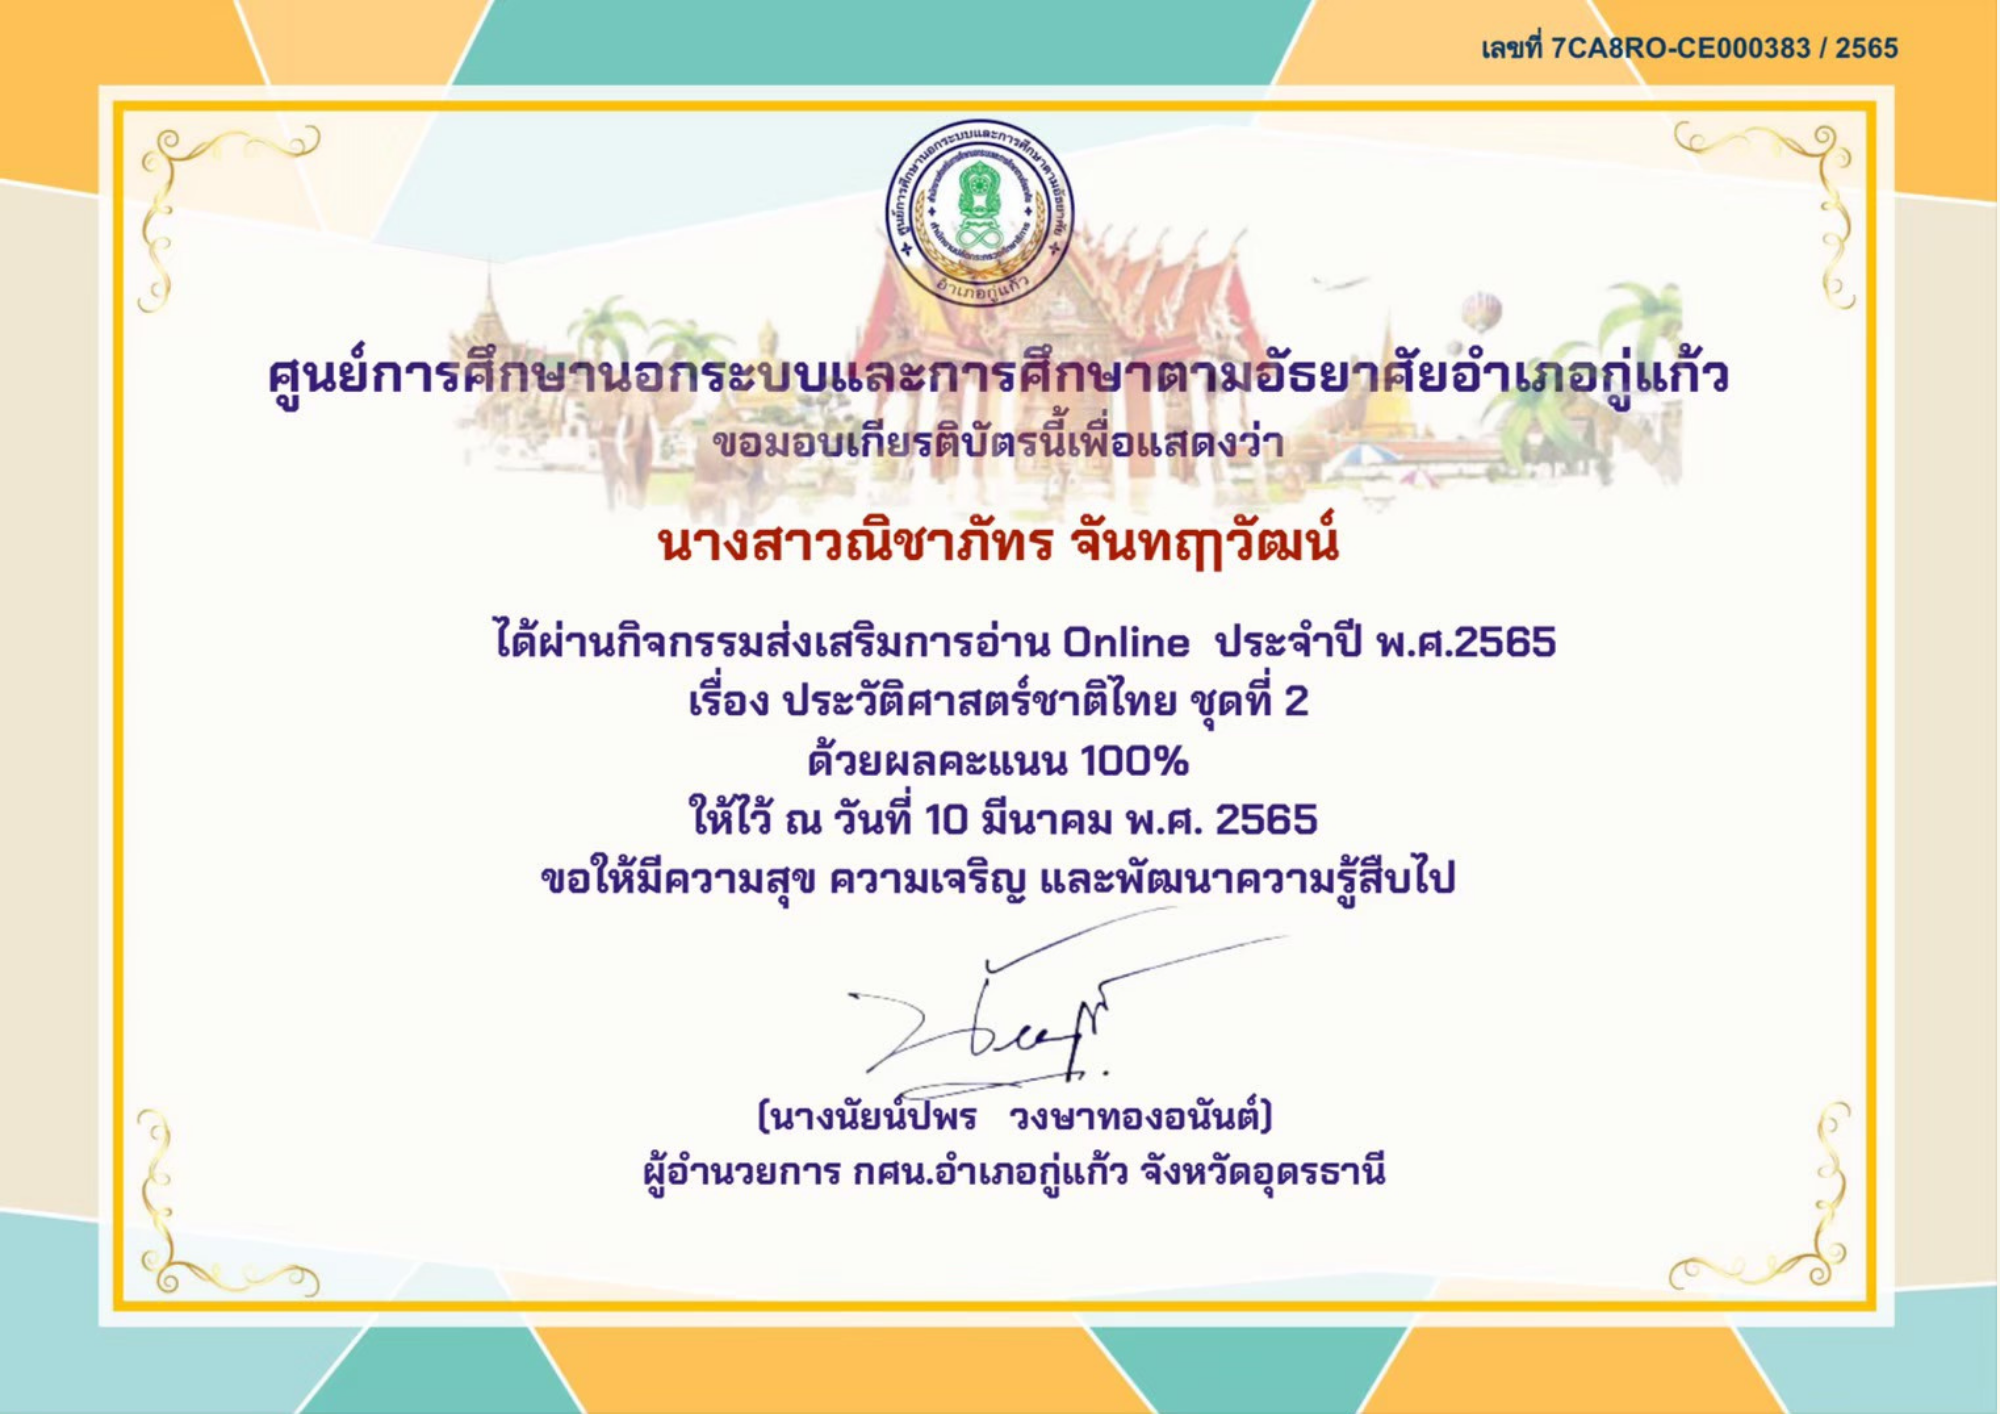 เลขที่ 7CA8RO-CE000383 / 2565
ศูนย์การศึกษานอกระบบและการศึกษาตามอัธยาศัย
อำเภอกู่แก้ว
ศูนย์การศึกษานอกระบบและการศึกษาตามอัธยาศัยอำเภอกู่แก้ว
ขอมอบเกียรติบัตรนี้เพื่อแสดงว่า
นางสาวณิชาภัทร จันทฤๅวัฒน์
ได้ผ่านกิจกรรมส่งเสริมการอ่าน Online ประจำปี พ.ศ.2565
เรื่อง ประวัติศาสตร์ชาติไทย ชุดที่ 2
ด้วยผลคะแนน 100%
ให้ไว้ ณ วันที่ 10 มีนาคม พ.ศ. 2565
ขอให้มีความสุข ความเจริญ และพัฒนาความรู้สืบไป
(นางนัยน์ปพร วงษาทองอนันต์)
ผู้อำนวยการ กศน.อำเภอกู่แก้ว จังหวัดอุดรธานี